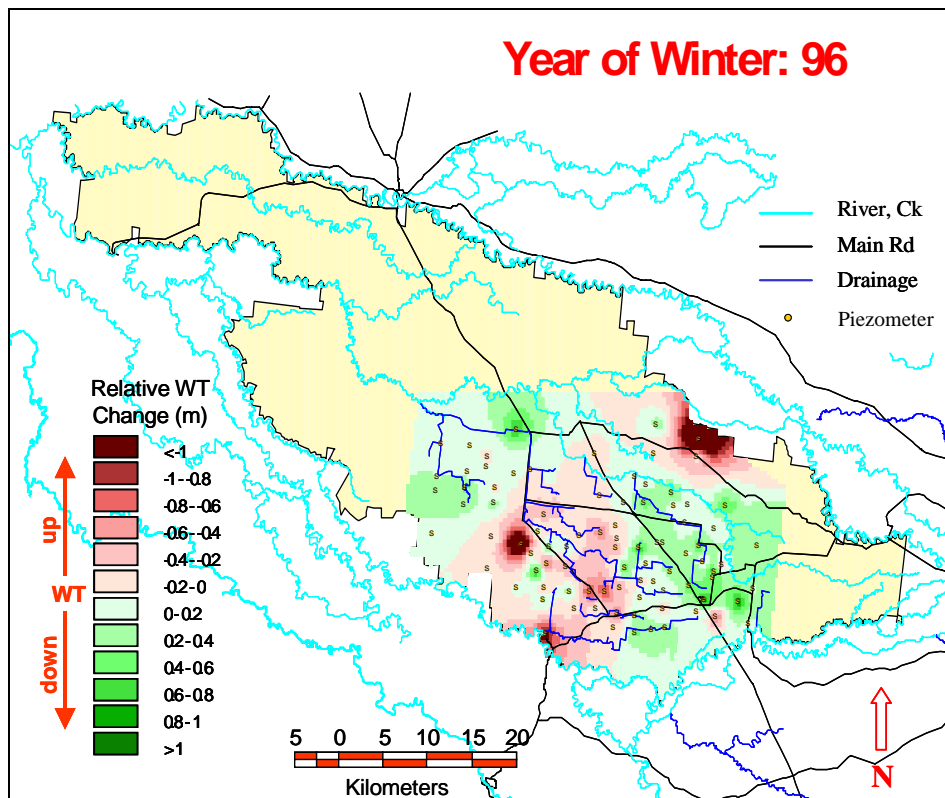 Year of Winter: 96
River, Ck
Main Rd
Drainage
Piezometer
Relative WT
Change (m)
<-1
-1--0.8
-0.8--0.6
-0.6--0.4
-0.4--0.2
-0.2-0
0-0.2
0.2-0.4
0.4-0.6
0.6-0.8
0.8-1
>1
up
WT
down
5 0 5 10 15 20
Kilometers
N